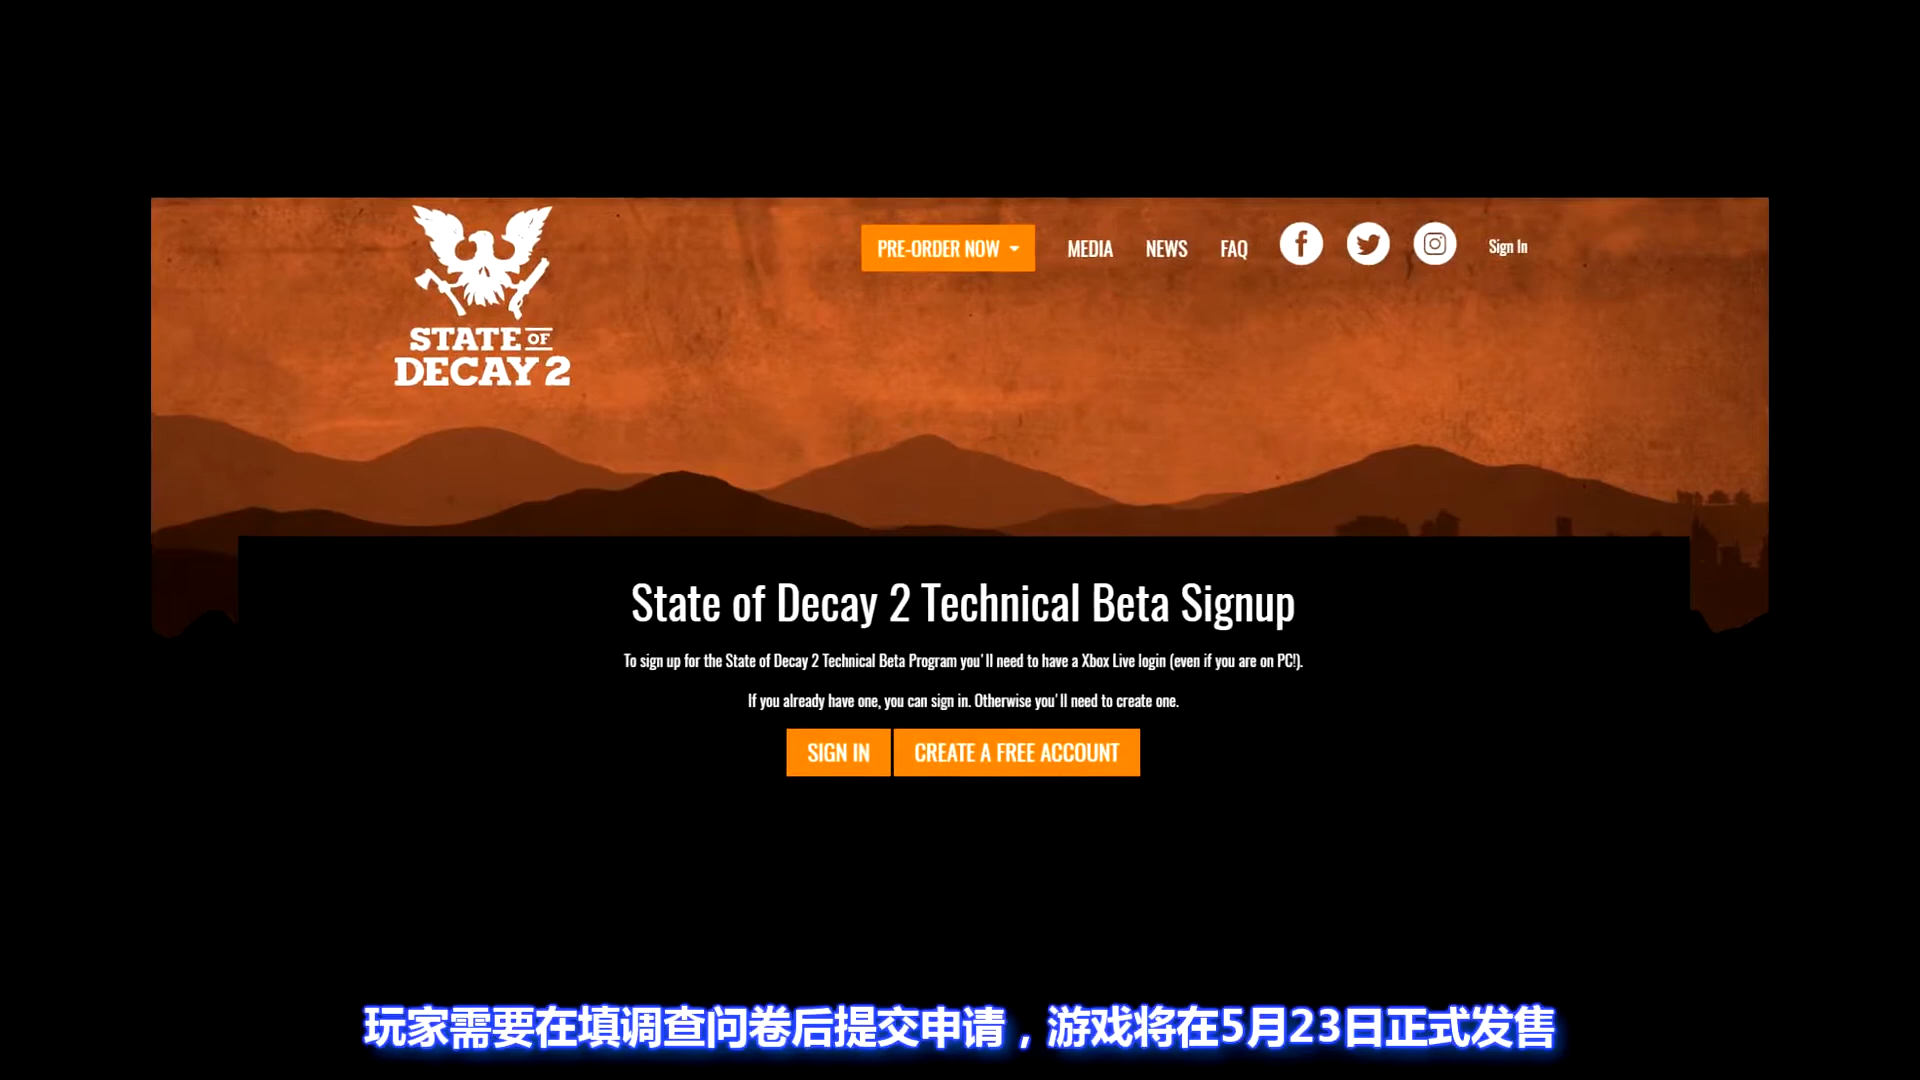 STATE OF
DECAY 2
PRE-ORDER NOW
MEDIA
NEWS
FAQ
Sign In
State of Decay 2 Technical Beta Signup
To sign up for the State of Decay 2 Technical Beta Program you'll need to have a Xbox Live login (even if you are on PC!).
If you already have one, you can sign in. Otherwise you'll need to create one.
SIGN IN
CREATE A FREE ACCOUNT
玩家需要在填调查问卷后提交申请，游戏将在5月23日正式发售